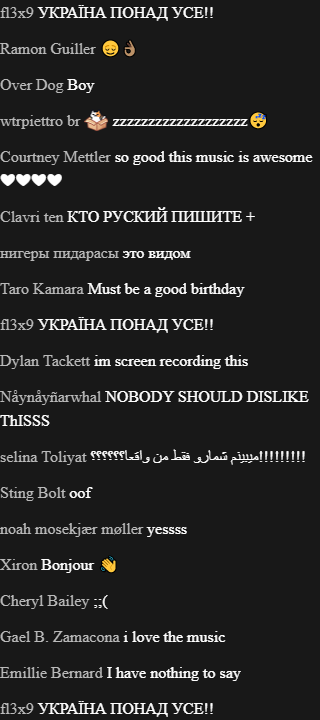 fl3x9 УКРАЇНА ПОНАД УСЕ!!
Ramon Guiller 😔👌🏾
Over Dog Boy
wtrpiettro br zzzzzzzzzzzzzzzzzzz😴
Courtney Mettler so good this music is awesome
🤍🤍🤍🤍
Clavri ten КТО РУСКИЙ ПИШИТЕ +
нигеры пидарасы это видом
Taro Kamara Must be a good birthday
fl3x9 УКРАЇНА ПОНАД УСЕ!!
Dylan Tackett im screen recording this
Nåynåyñarwhal NOBODY SHOULD DISLIKE
ThISSS
selina Toliyat میبینم شمارو فقط من واقعا؟؟؟؟؟؟!!!!!!!!!
Sting Bolt oof
noah mosekjær møller yessss
Xiron Bonjour 👋
Cheryl Bailey ;;(
Gael B. Zamacona i love the music
Emillie Bernard I have nothing to say
fl3x9 УКРАЇНА ПОНАД УСЕ!!